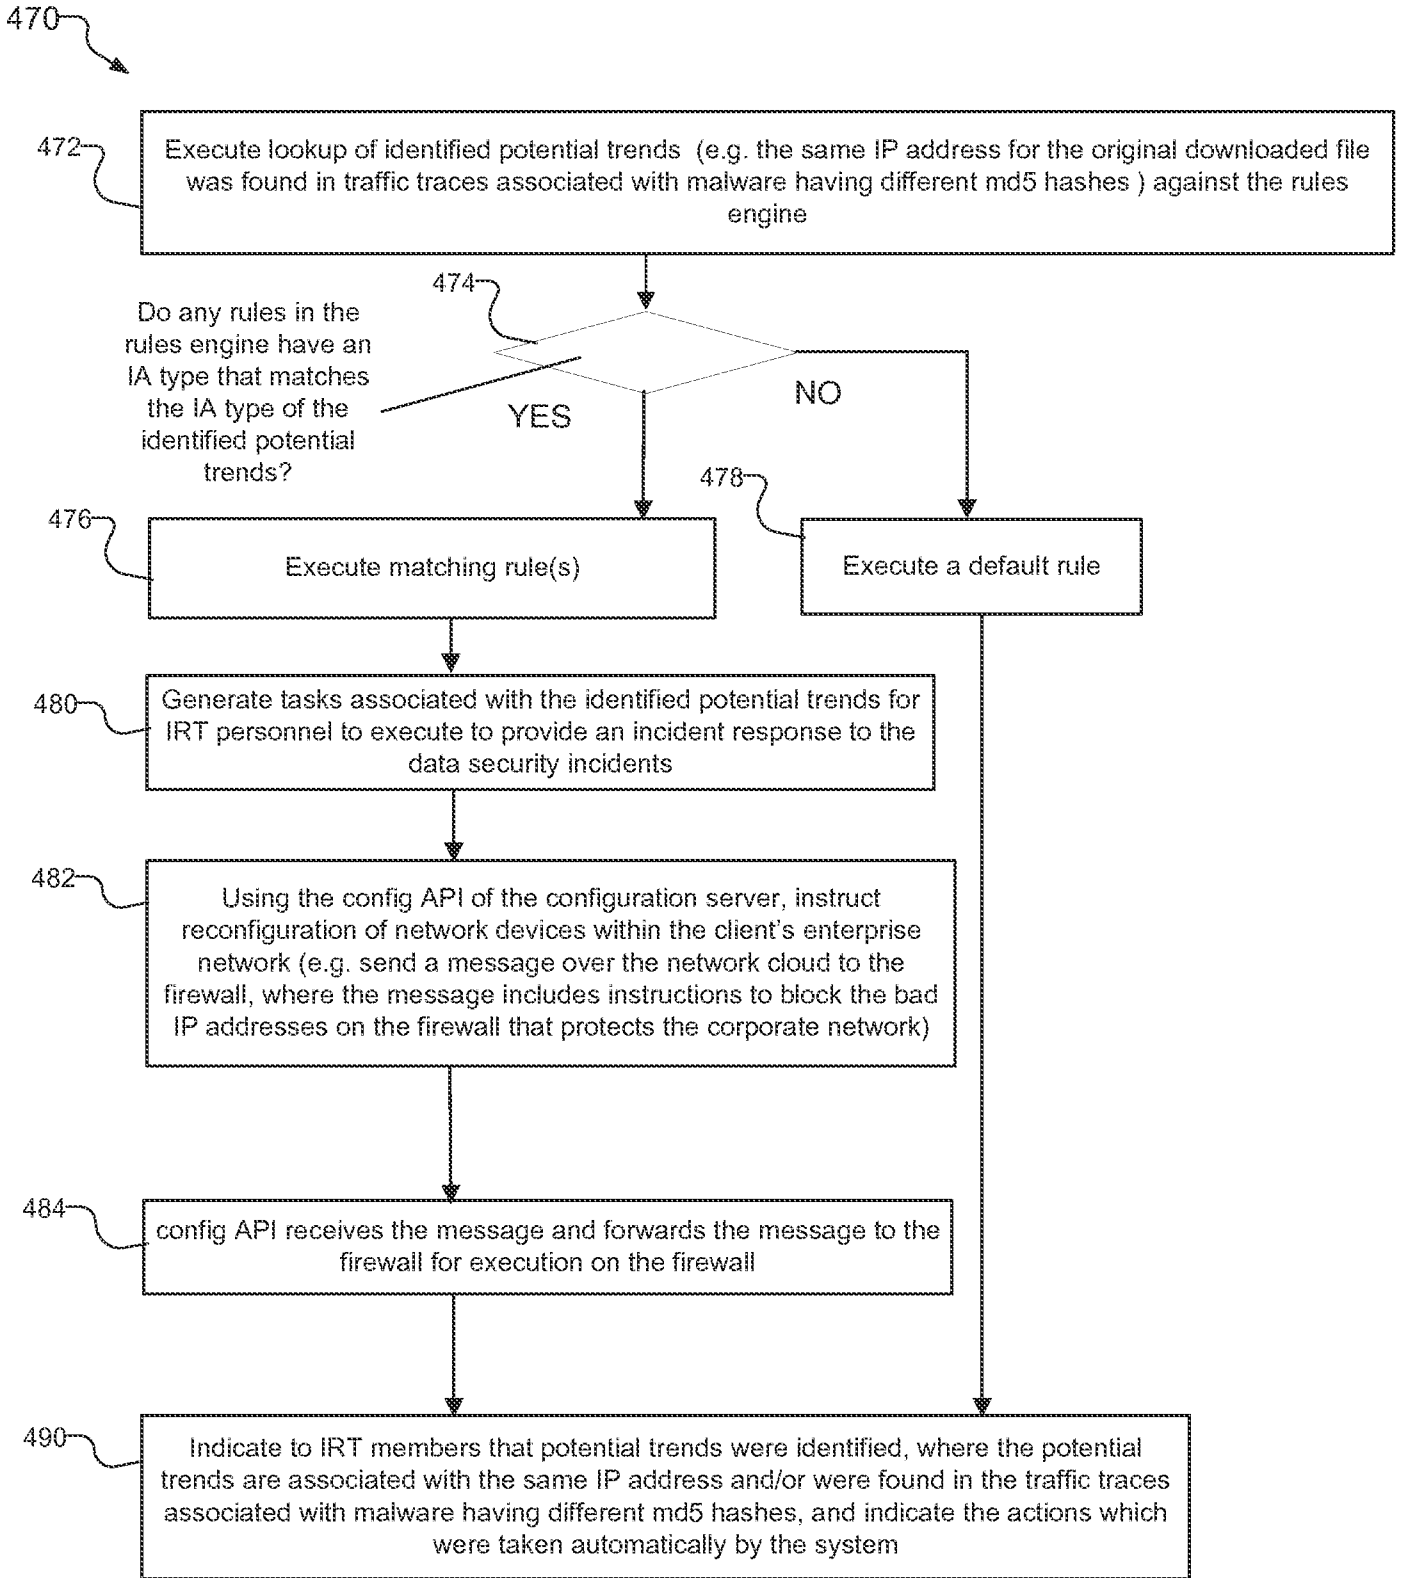 470
472
Execute lookup of identified potential trends (e.g. the same IP address for the original downloaded file
was found in traffic traces associated with malware having different md5 hashes ) against the rules
engine
474
Do any rules in the
rules engine have an
IA type that matches
the IA type of the
identified potential
trends?
YES
NO
476
Execute matching rule(s)
478
Execute a default rule
480
Generate tasks associated with the identified potential trends for
IRT personnel to execute to provide an incident response to the
data security incidents
482
Using the config API of the configuration server, instruct
reconfiguration of network devices within the client's enterprise
network (e.g. send a message over the network cloud to the
firewall, where the message includes instructions to block the bad
IP addresses on the firewall that protects the corporate network)
484
config API receives the message and forwards the message to the
firewall for execution on the firewall
490
Indicate to IRT members that potential trends were identified, where the potential
trends are associated with the same IP address and/or were found in the traffic traces
associated with malware having different md5 hashes, and indicate the actions which
were taken automatically by the system